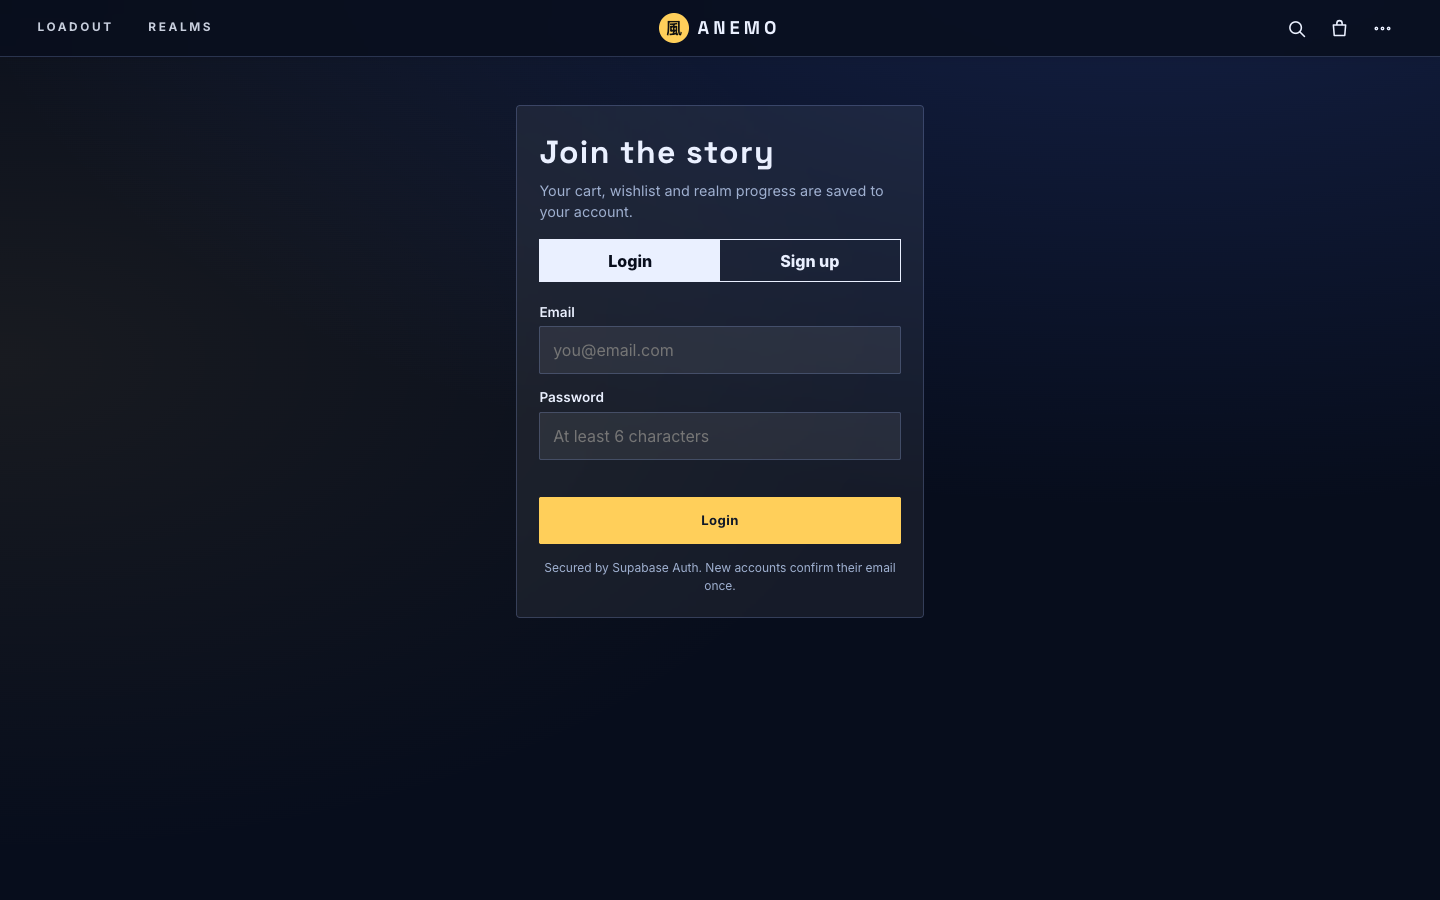 LOADOUT
REALMS
風 ANEMO
Join the story
Your cart, wishlist and realm progress are saved to
your account.
Login
Sign up
Email
you@email.com
Password
At least 6 characters
Login
Secured by Supabase Auth. New accounts confirm their email
once.